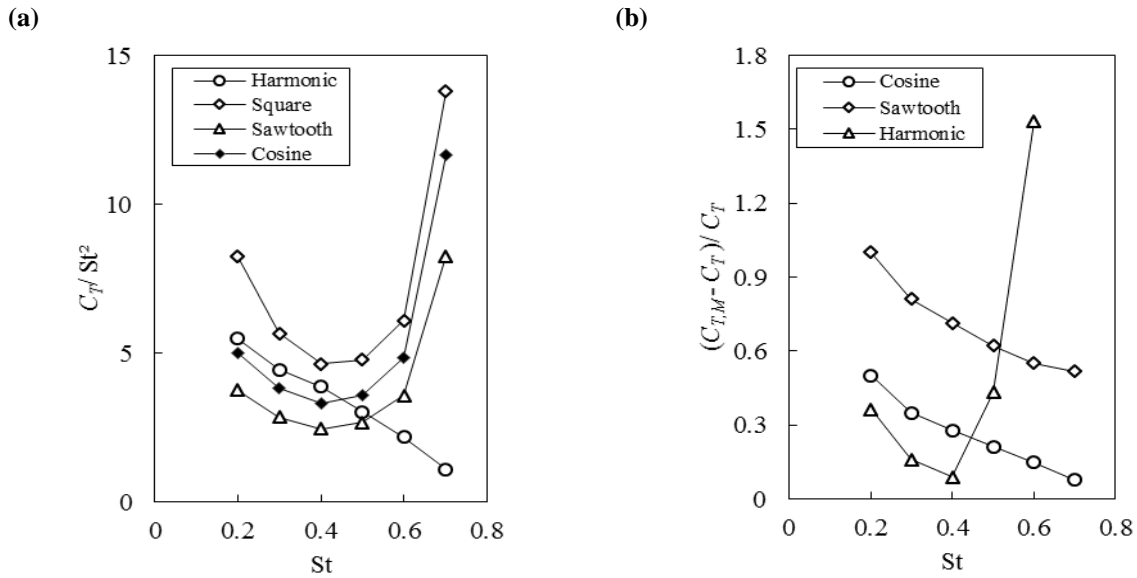 (a)
15
10
5
0
0
0.2
0.4
0.6
0.8
C_T/ St²
St
Harmonic
Square
Sawtooth
Cosine
(b)
1.8
1.5
1.2
0.9
0.6
0.3
0
0
0.2
0.4
0.6
0.8
(C_{T,M} - C_T)/ C_T
St
Cosine
Sawtooth
Harmonic